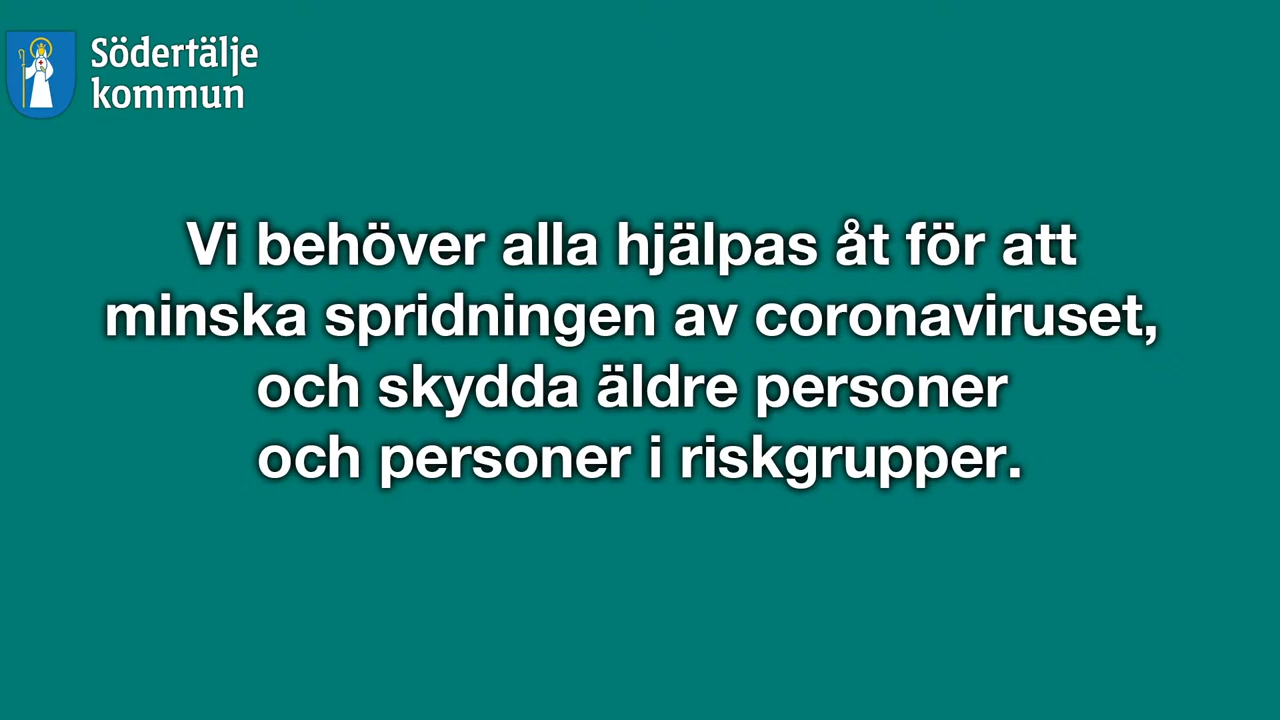 Södertälje
kommun
Vi behöver alla hjälpas åt för att
minska spridningen av coronaviruset,
och skydda äldre personer
och personer i riskgrupper.